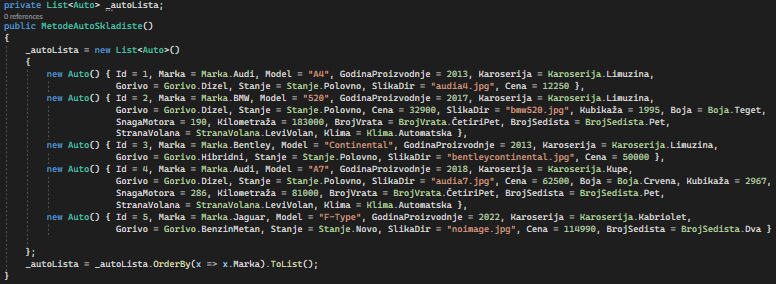 private List<Auto> _autoLista;
0 references
public MetodeAutoSkladiste()
{
_autoLista = new List<Auto>()
{
new Auto() { Id = 1, Marka = Marka.Audi, Model = "A4", GodinaProizvodnje = 2013, Karoserija = Karoserija.Limuzina,
Gorivo = Gorivo.Dizel, Stanje = Stanje.Polovno, SlikaDir = "audia4.jpg", Cena = 12250 },
new Auto() { Id = 2, Marka = Marka.BMW, Model = "520", GodinaProizvodnje = 2017, Karoserija = Karoserija.Limuzina,
Gorivo = Gorivo.Dizel, Stanje = Stanje.Polovno, Cena = 32900, SlikaDir = "bmw520.jpg", Kubikaža = 1995, Boja = Boja.Teget,
SnagaMotora = 190, Kilometraža = 183000, BrojVrata = BrojVrata.ČetiriPet, BrojSedista = BrojSedista.Pet,
StranaVolana = StranaVolana.LeviVolan, Klima = Klima.Automatska },
new Auto() { Id = 3, Marka = Marka.Bentley, Model = "Continental", GodinaProizvodnje = 2013, Karoserija = Karoserija.Limuzina,
Gorivo = Gorivo.Hibridni, Stanje = Stanje.Polovno, SlikaDir = "bentleycontinental.jpg", Cena = 50000 },
new Auto() { Id = 4, Marka = Marka.Audi, Model = "A7", GodinaProizvodnje = 2018, Karoserija = Karoserija.Kupe,
Gorivo = Gorivo.Dizel, Stanje = Stanje.Polovno, SlikaDir = "audia7.jpg", Cena = 62500, Boja = Boja.Crvena, Kubikaža = 2967,
SnagaMotora = 286, Kilometraža = 81000, BrojVrata = BrojVrata.ČetiriPet, BrojSedista = BrojSedista.Pet,
StranaVolana = StranaVolana.LeviVolan, Klima = Klima.Automatska },
new Auto() { Id = 5, Marka = Marka.Jaguar, Model = "F-Type", GodinaProizvodnje = 2022, Karoserija = Karoserija.Kabriolet,
Gorivo = Gorivo.BenzinMetan, Stanje = Stanje.Novo, SlikaDir = "noimage.jpg", Cena = 114990, BrojSedista = BrojSedista.Dva }
};
_autoLista = _autoLista.OrderBy(x => x.Marka).ToList();
}